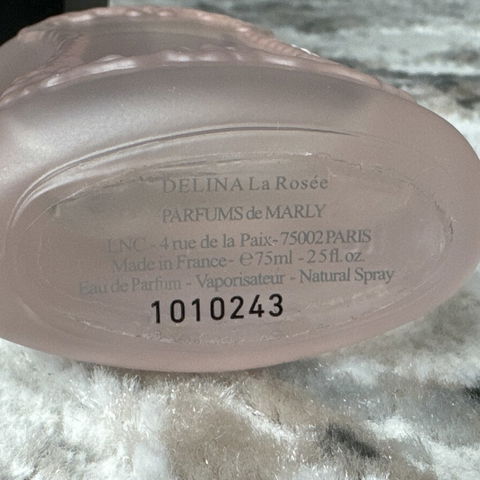 DELINA La Rosée
PARFUMS de MARLY
LNC - 4 rue de la Paix - 75002 PARIS
Made in France - ℮ 75ml - 2.5 fl. oz.
Eau de Parfum - Vaporisateur - Natural Spray
1010243